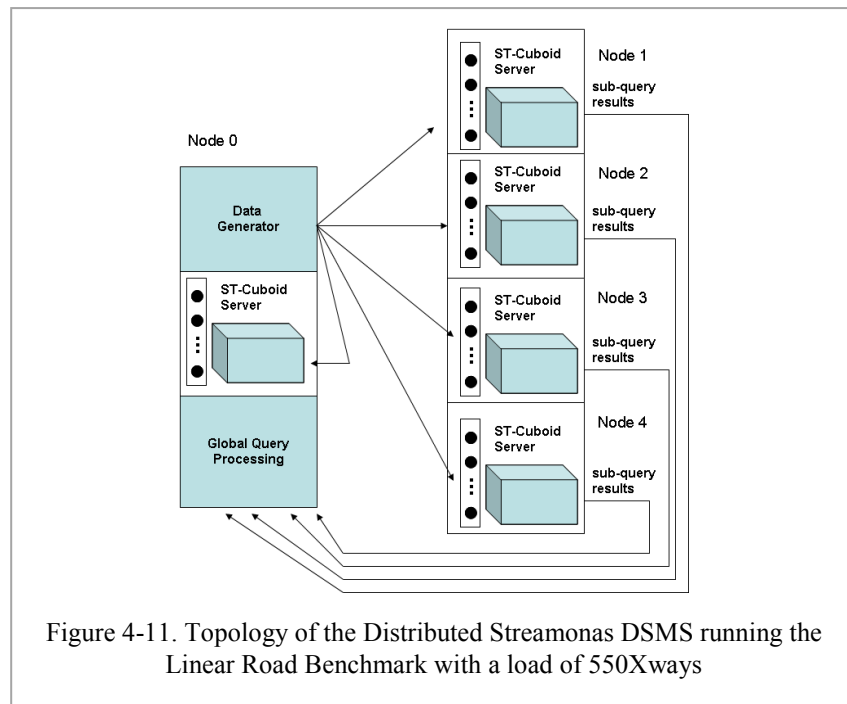 Node 0
Data
Generator
ST-Cuboid
Server
Global Query
Processing
ST-Cuboid
Server
Node 1
sub-query
results
ST-Cuboid
Server
Node 2
sub-query
results
ST-Cuboid
Server
Node 3
sub-query
results
ST-Cuboid
Server
Node 4
sub-query
results
Figure 4-11. Topology of the Distributed Streamonas DSMS running the
Linear Road Benchmark with a load of 550Xways